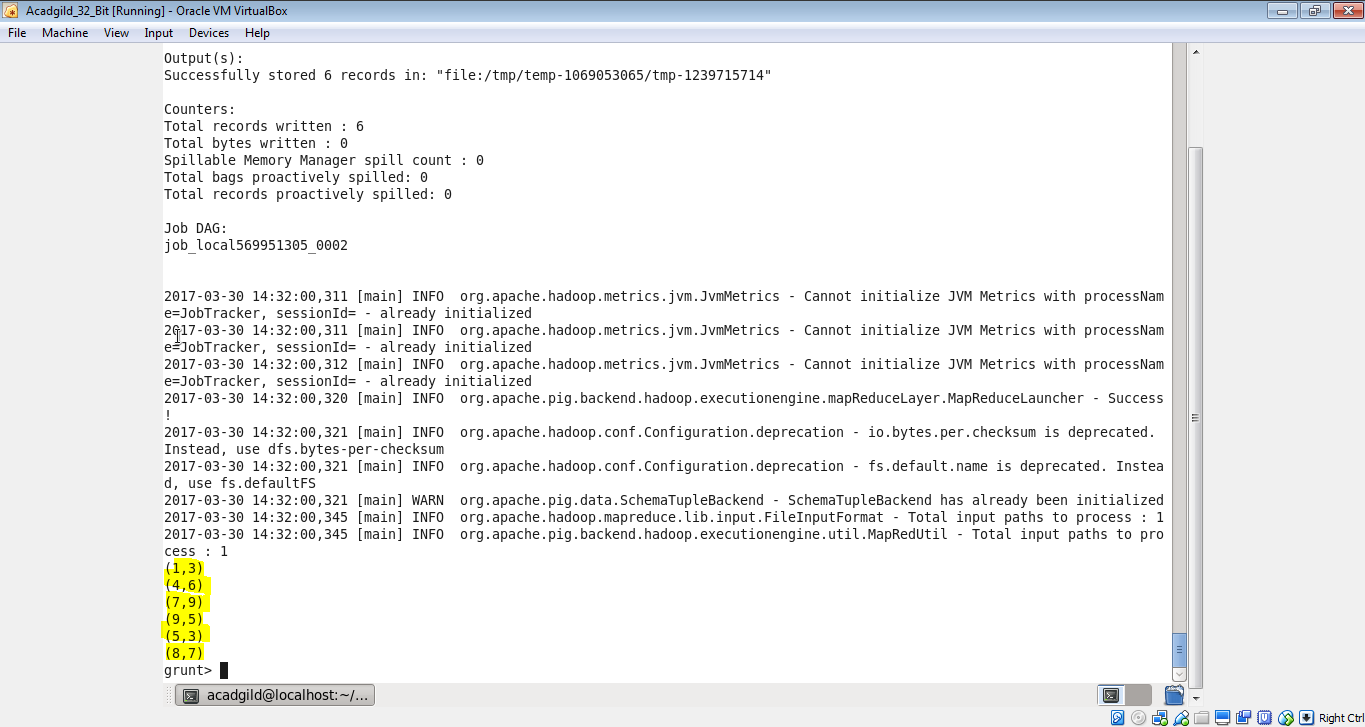 Acadgild_32_Bit [Running] - Oracle VM VirtualBox
File Machine View Input Devices Help
Output(s):
Successfully stored 6 records in: "file:/tmp/temp-1069053065/tmp-1239715714"
Counters:
Total records written : 6
Total bytes written : 0
Spillable Memory Manager spill count : 0
Total bags proactively spilled: 0
Total records proactively spilled: 0
Job DAG:
job_local569951305_0002
2017-03-30 14:32:00,311 [main] INFO  org.apache.hadoop.metrics.jvm.JvmMetrics - Cannot initialize JVM Metrics with processNam
e=JobTracker, sessionId= - already initialized
2017-03-30 14:32:00,311 [main] INFO  org.apache.hadoop.metrics.jvm.JvmMetrics - Cannot initialize JVM Metrics with processNam
e=JobTracker, sessionId= - already initialized
2017-03-30 14:32:00,312 [main] INFO  org.apache.hadoop.metrics.jvm.JvmMetrics - Cannot initialize JVM Metrics with processNam
e=JobTracker, sessionId= - already initialized
2017-03-30 14:32:00,320 [main] INFO  org.apache.pig.backend.hadoop.executionengine.mapReduceLayer.MapReduceLauncher - Success
!
2017-03-30 14:32:00,321 [main] INFO  org.apache.hadoop.conf.Configuration.deprecation - io.bytes.per.checksum is deprecated.
Instead, use dfs.bytes-per-checksum
2017-03-30 14:32:00,321 [main] INFO  org.apache.hadoop.conf.Configuration.deprecation - fs.default.name is deprecated. Instea
d, use fs.defaultFS
2017-03-30 14:32:00,321 [main] WARN  org.apache.pig.data.SchemaTupleBackend - SchemaTupleBackend has already been initialized
2017-03-30 14:32:00,345 [main] INFO  org.apache.hadoop.mapreduce.lib.input.FileInputFormat - Total input paths to process : 1
2017-03-30 14:32:00,345 [main] INFO  org.apache.pig.backend.hadoop.executionengine.util.MapRedUtil - Total input paths to pro
cess : 1
(1,3)
(4,6)
(7,9)
(9,5)
(5,3)
(8,7)
grunt>
acadgild@localhost:~/...
Right Ctrl